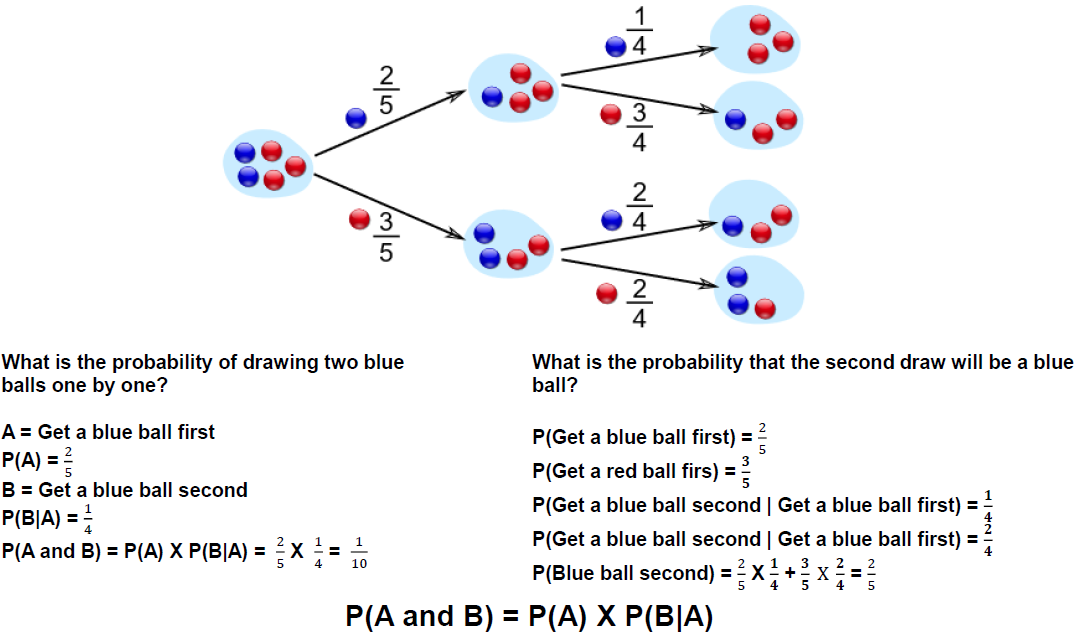 1/4
2/5
3/4
3/5
2/4
2/4
What is the probability of drawing two blue
balls one by one?
A = Get a blue ball first
P(A) = 2/5
B = Get a blue ball second
P(B|A) = 1/4
P(A and B) = P(A) X P(B|A) = 2/5 X 1/4 = 1/10
What is the probability that the second draw will be a blue
ball?
P(Get a blue ball first) = 2/5
P(Get a red ball firs) = 3/5
P(Get a blue ball second | Get a blue ball first) = 1/4
P(Get a blue ball second | Get a blue ball first) = 2/4
P(Blue ball second) = 2/5 X 1/4 + 3/5 X 2/4 = 2/5
P(A and B) = P(A) X P(B|A)